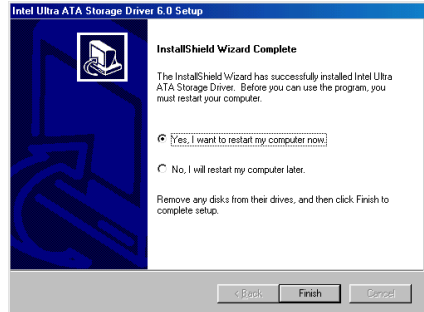 Intel Ultra ATA Storage Driver 6.0 Setup
InstallShield Wizard Complete
The InstallShield Wizard has successfully installed Intel Ultra
ATA Storage Driver. Before you can use the program, you
must restart your computer.
Yes, I want to restart my computer now.
No, I will restart my computer later.
Remove any disks from their drives, and then click Finish to
complete setup.
< Back Finish Cancel